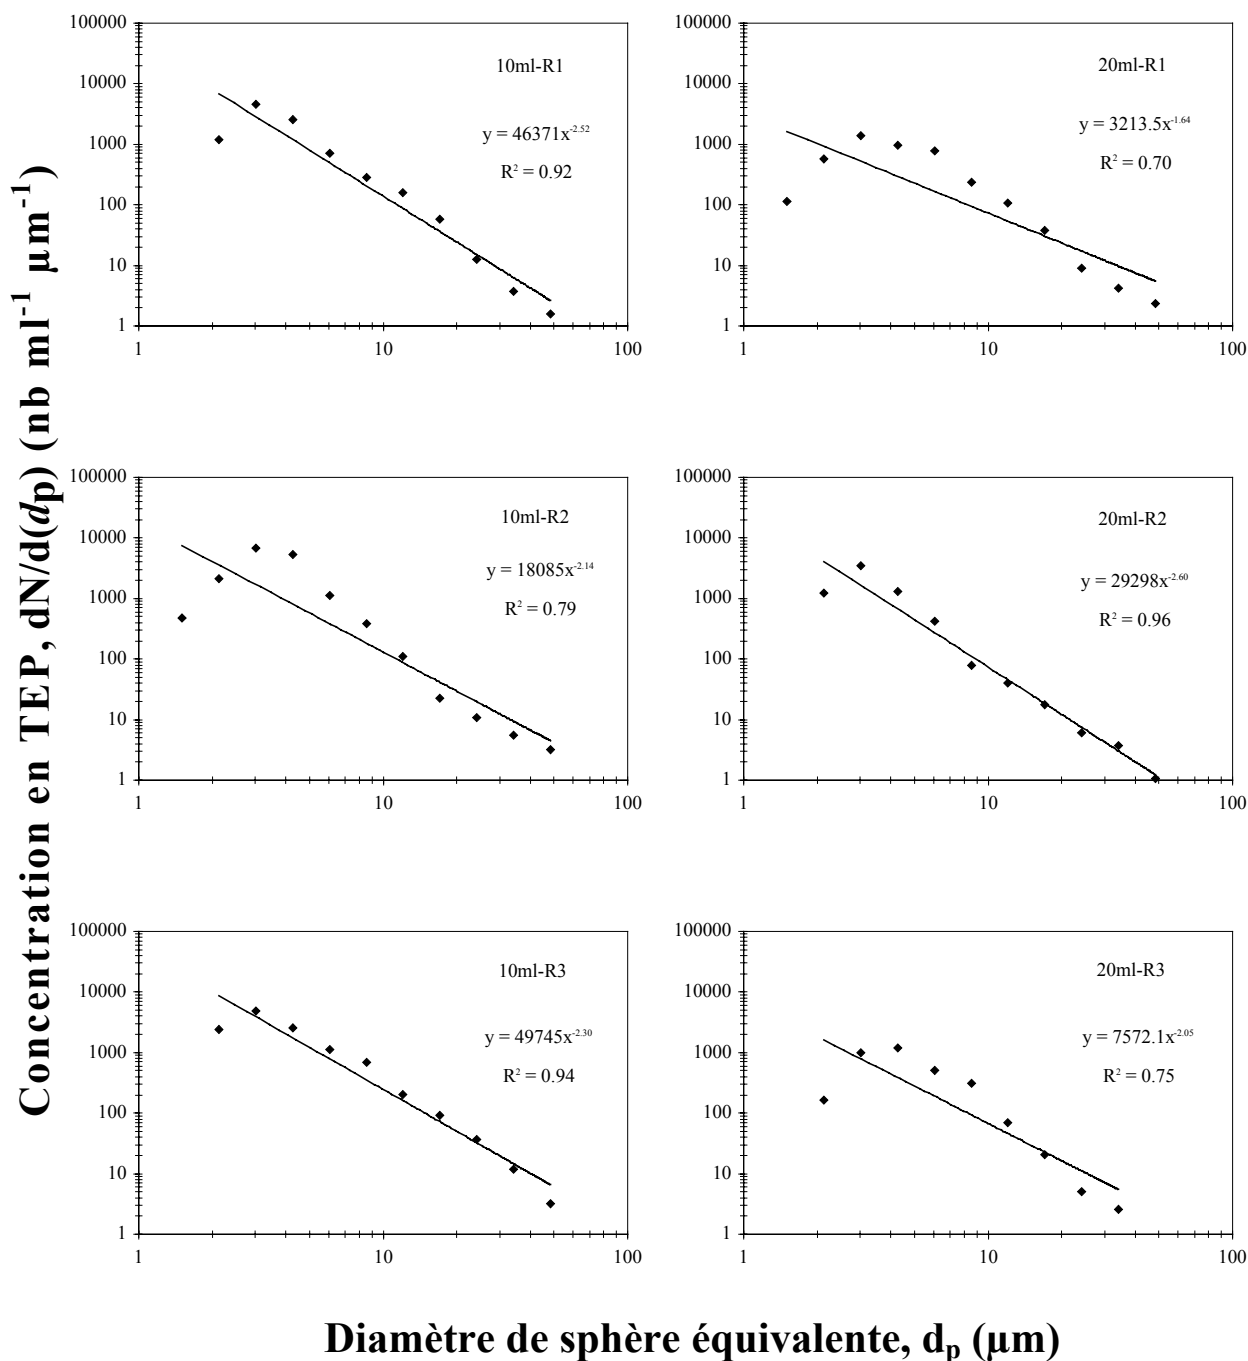 Concentration en TEP, dN/d(dp) (nb ml⁻¹ µm⁻¹)
100000
10000
1000
100
10
1
1
10
100
10ml-R1
y = 46371x⁻²·⁵²
R² = 0.92
100000
10000
1000
100
10
1
1
10
100
20ml-R1
y = 3213.5x⁻¹·⁶⁴
R² = 0.70
100000
10000
1000
100
10
1
1
10
100
10ml-R2
y = 18085x⁻²·¹⁴
R² = 0.79
100000
10000
1000
100
10
1
1
10
100
20ml-R2
y = 29298x⁻²·⁶⁰
R² = 0.96
100000
10000
1000
100
10
1
1
10
100
10ml-R3
y = 49745x⁻²·³⁰
R² = 0.94
100000
10000
1000
100
10
1
1
10
100
20ml-R3
y = 7572.1x⁻²·⁰⁵
R² = 0.75
Diamètre de sphère équivalente, dₚ (µm)